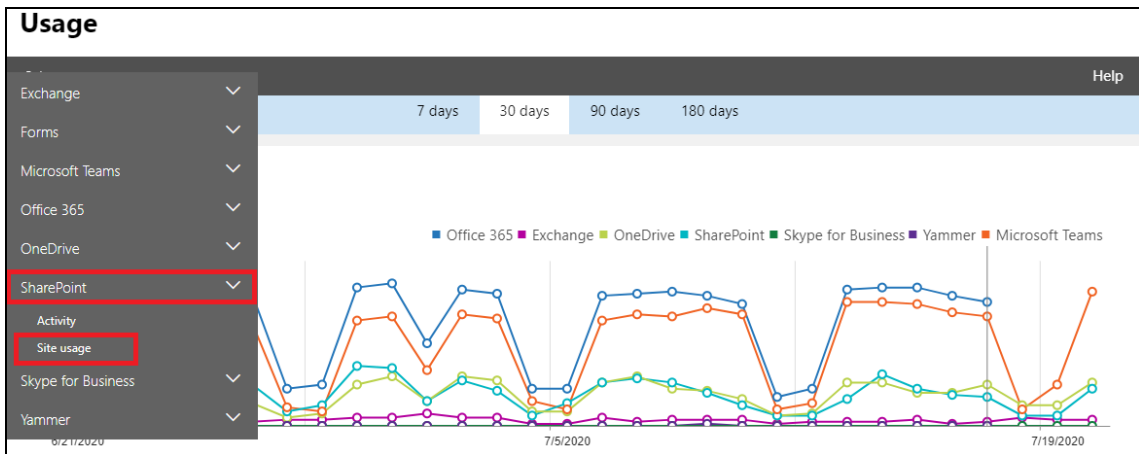 Usage
Help
7 days 30 days 90 days 180 days
Exchange
Forms
Microsoft Teams
Office 365
OneDrive
SharePoint
Activity
Site usage
Skype for Business
Yammer
Office 365 Exchange OneDrive SharePoint Skype for Business Yammer Microsoft Teams
6/21/2020 7/5/2020 7/19/2020